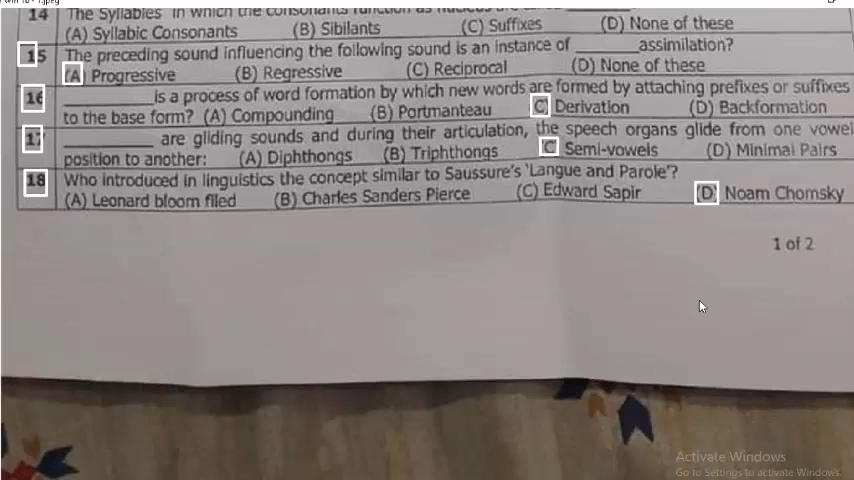 14 The Syllables in which the consonants function as nucleus are
(A) Syllabic Consonants (B) Sibilants (C) Suffixes (D) None of these
15 The preceding sound influencing the following sound is an instance of ______assimilation?
(A) Progressive (B) Regressive (C) Reciprocal (D) None of these
16 _________is a process of word formation by which new words are formed by attaching prefixes or suffixes
to the base form? (A) Compounding (B) Portmanteau (C) Derivation (D) Backformation
17 _________ are gliding sounds and during their articulation, the speech organs glide from one vowel
position to another: (A) Diphthongs (B) Triphthongs (C) Semi-vowels (D) Minimal Pairs
18 Who introduced in linguistics the concept similar to Saussure's 'Langue and Parole'?
(A) Leonard bloom filed (B) Charles Sanders Pierce (C) Edward Sapir (D) Noam Chomsky
1 of 2
Activate Windows
Go to Settings to activate Windows.